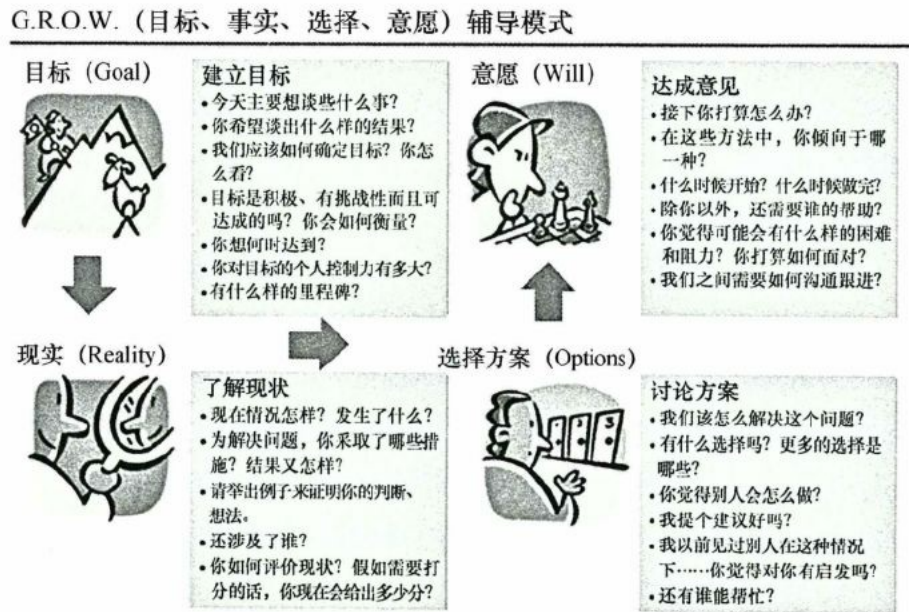 G.R.O.W.（目标、事实、选择、意愿）辅导模式
目标（Goal）
建立目标
•今天主要想谈些什么事？
•你希望谈出什么样的结果？
•我们应该如何确定目标？你怎
么看？
•目标是积极、有挑战性而且可
达成的吗？你会如何衡量？
•你想何时达到？
•你对目标的个人控制力有多大？
•有什么样的里程碑？
现实（Reality）
了解现状
•现在情况怎样？发生了什么？
•为解决问题，你采取了哪些措
施？结果又怎样？
•请举出例子来证明你的判断、
想法。
•还涉及了谁？
•你如何评价现状？假如需要打
分的话，你现在会给出多少分？
选择方案（Options）
1
2
3
讨论方案
•我们该怎么解决这个问题？
•有什么选择吗？更多的选择是
哪些？
•你觉得别人会怎么做？
•我提个建议好吗？
•我以前见过别人在这种情况
下……你觉得对你有启发吗？
•还有谁能帮忙？
意愿（Will）
达成意见
•接下你打算怎么办？
•在这些方法中，你倾向于哪
一种？
•什么时候开始？什么时候做完？
•除你以外，还需要谁的帮助？
•你觉得可能会有什么样的困难
和阻力？你打算如何面对？
•我们之间需要如何沟通跟进？